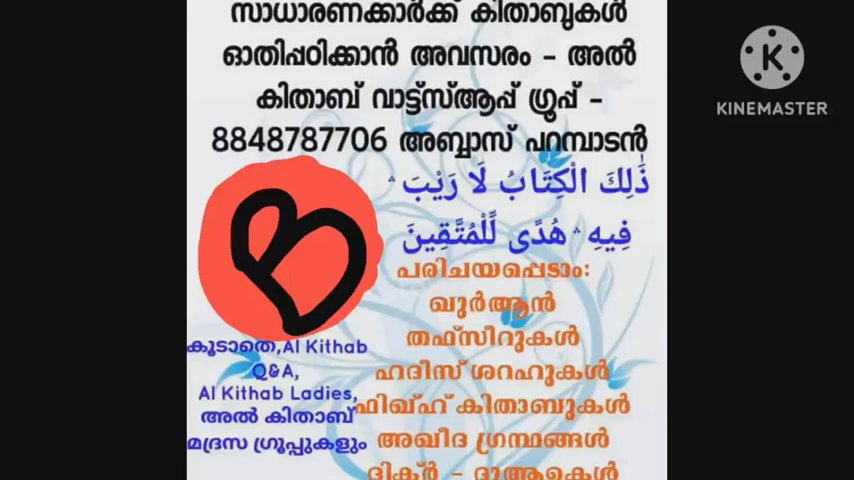 സാധാരണക്കാർക്ക് കിതാബുകൾ
ഓതിപ്പഠിക്കാൻ അവസരം - അൽ
കിതാബ് വാട്ട്സ്ആപ്പ് ഗ്രൂപ്പ് -
8848787706 അബ്ബാസ് പറമ്പാടൻ
ذَٰلِكَ الْكِتَابُ لَا رَيْبَ ۛ
فِيهِ ۛ هُدًى لِّلْمُتَّقِينَ
B
പരിചയപ്പെടാം:
ഖുർആൻ
തഫ്സീറുകൾ
ഹദീസ് ശറഹുകൾ
ഫിഖ്ഹ് കിതാബുകൾ
അഖീദ ഗ്രന്ഥങ്ങൾ
ദിക്ർ - ദുആകൾ
കൂടാതെ,Al Kithab
Q&A,
Al Kithab Ladies,
അൽ കിതാബ്
മദ്രസ ഗ്രൂപ്പുകളും
K
KINEMASTER